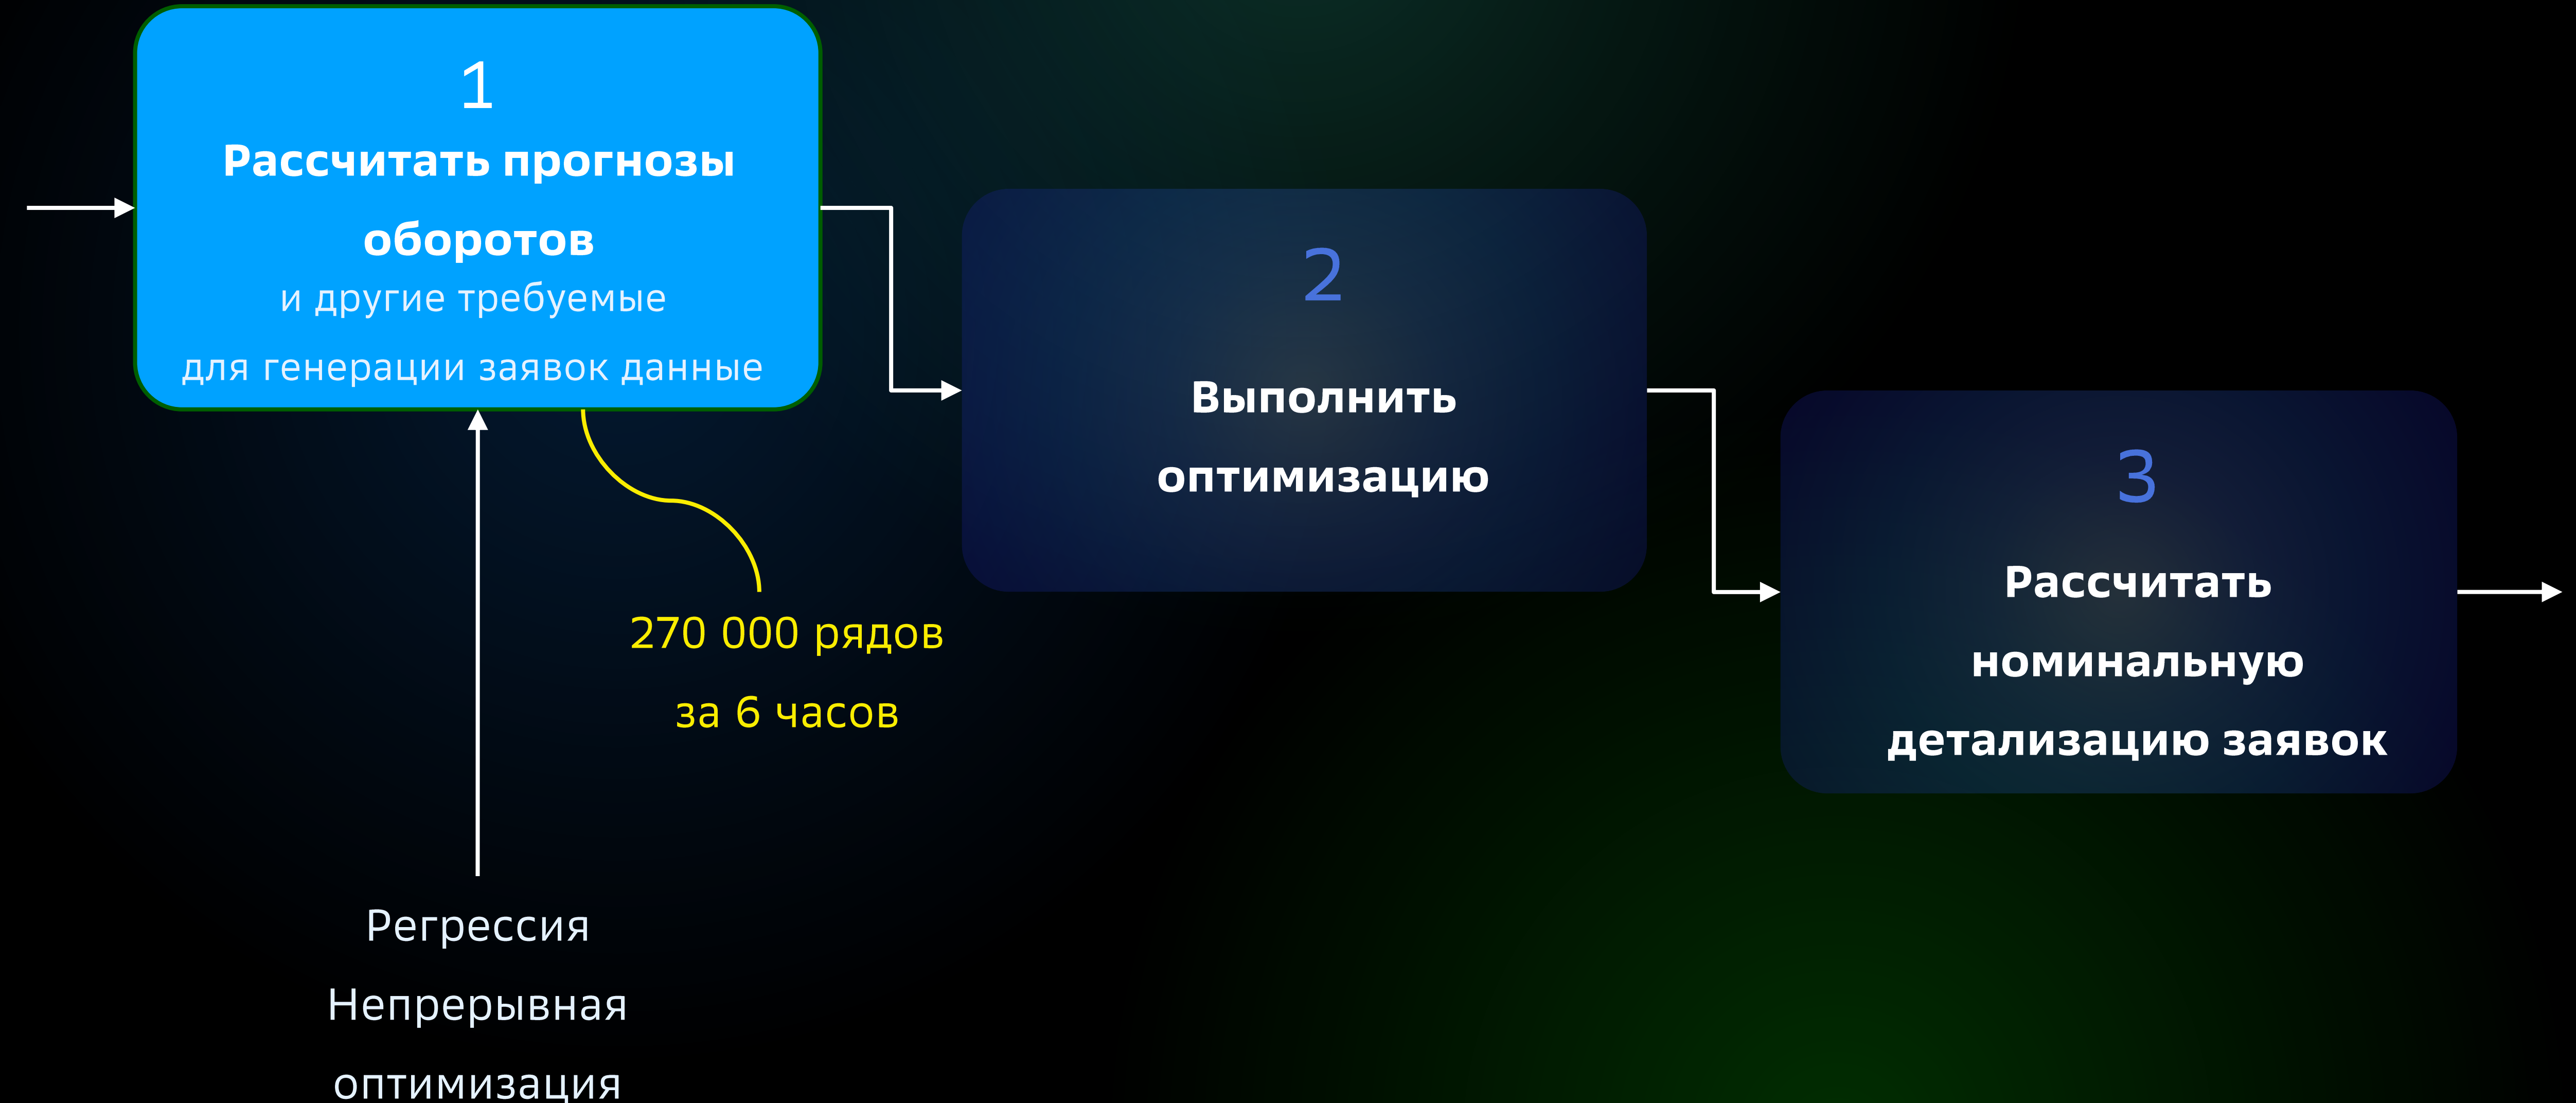 1
Рассчитать прогнозы
оборотов
и другие требуемые
для генерации заявок данные
2
Выполнить
оптимизацию
3
Рассчитать
номинальную
детализацию заявок
270 000 рядов
за 6 часов
Регрессия
Непрерывная
оптимизация